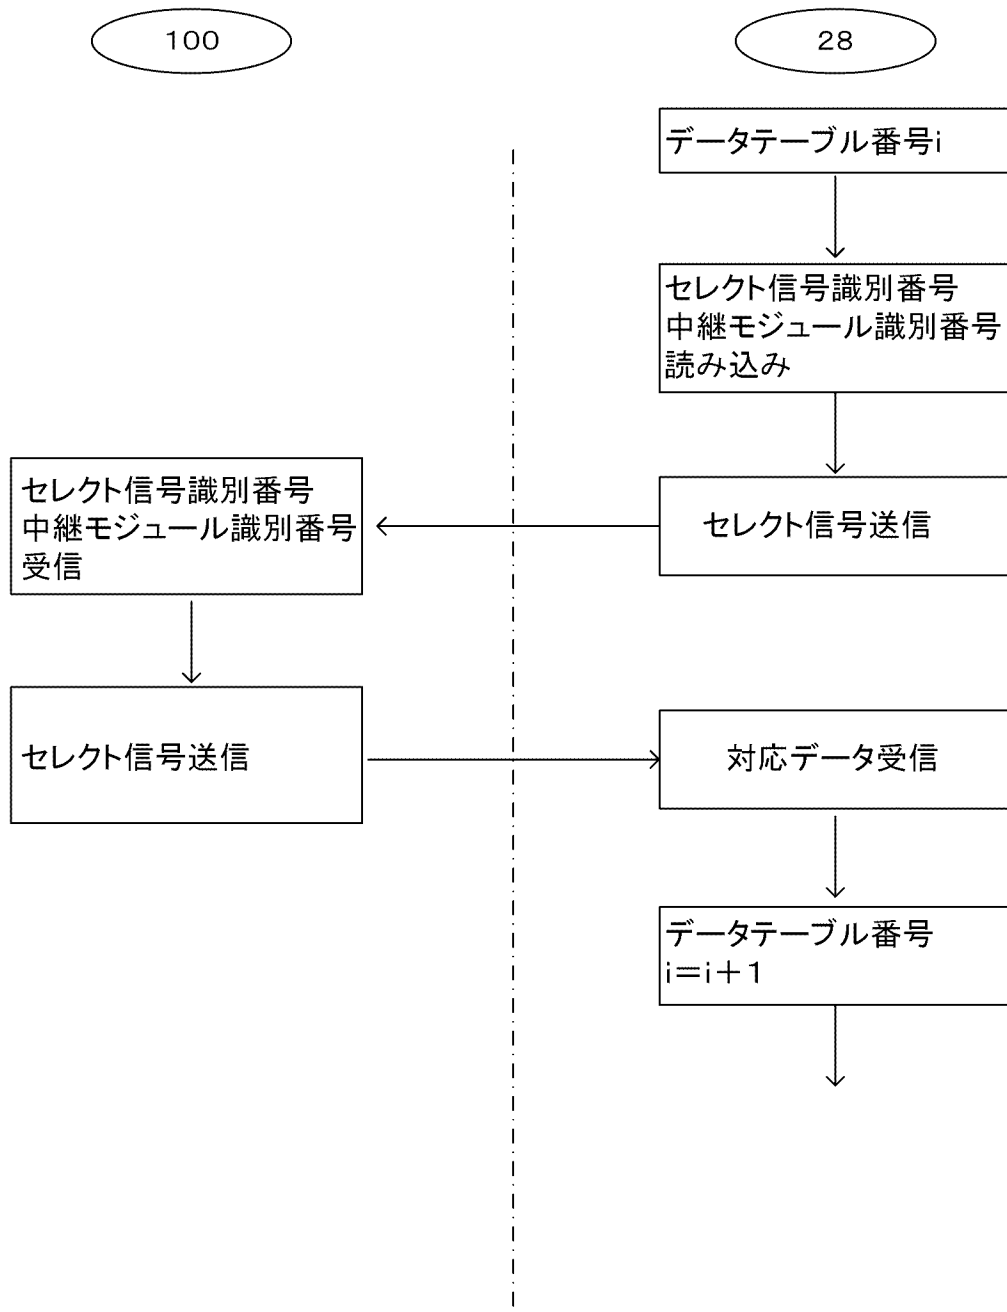 100
28
データテーブル番号i
セレクト信号識別番号
中継モジュール識別番号
読み込み
セレクト信号識別番号
中継モジュール識別番号
受信
セレクト信号送信
セレクト信号送信
対応データ受信
データテーブル番号
i＝i＋1